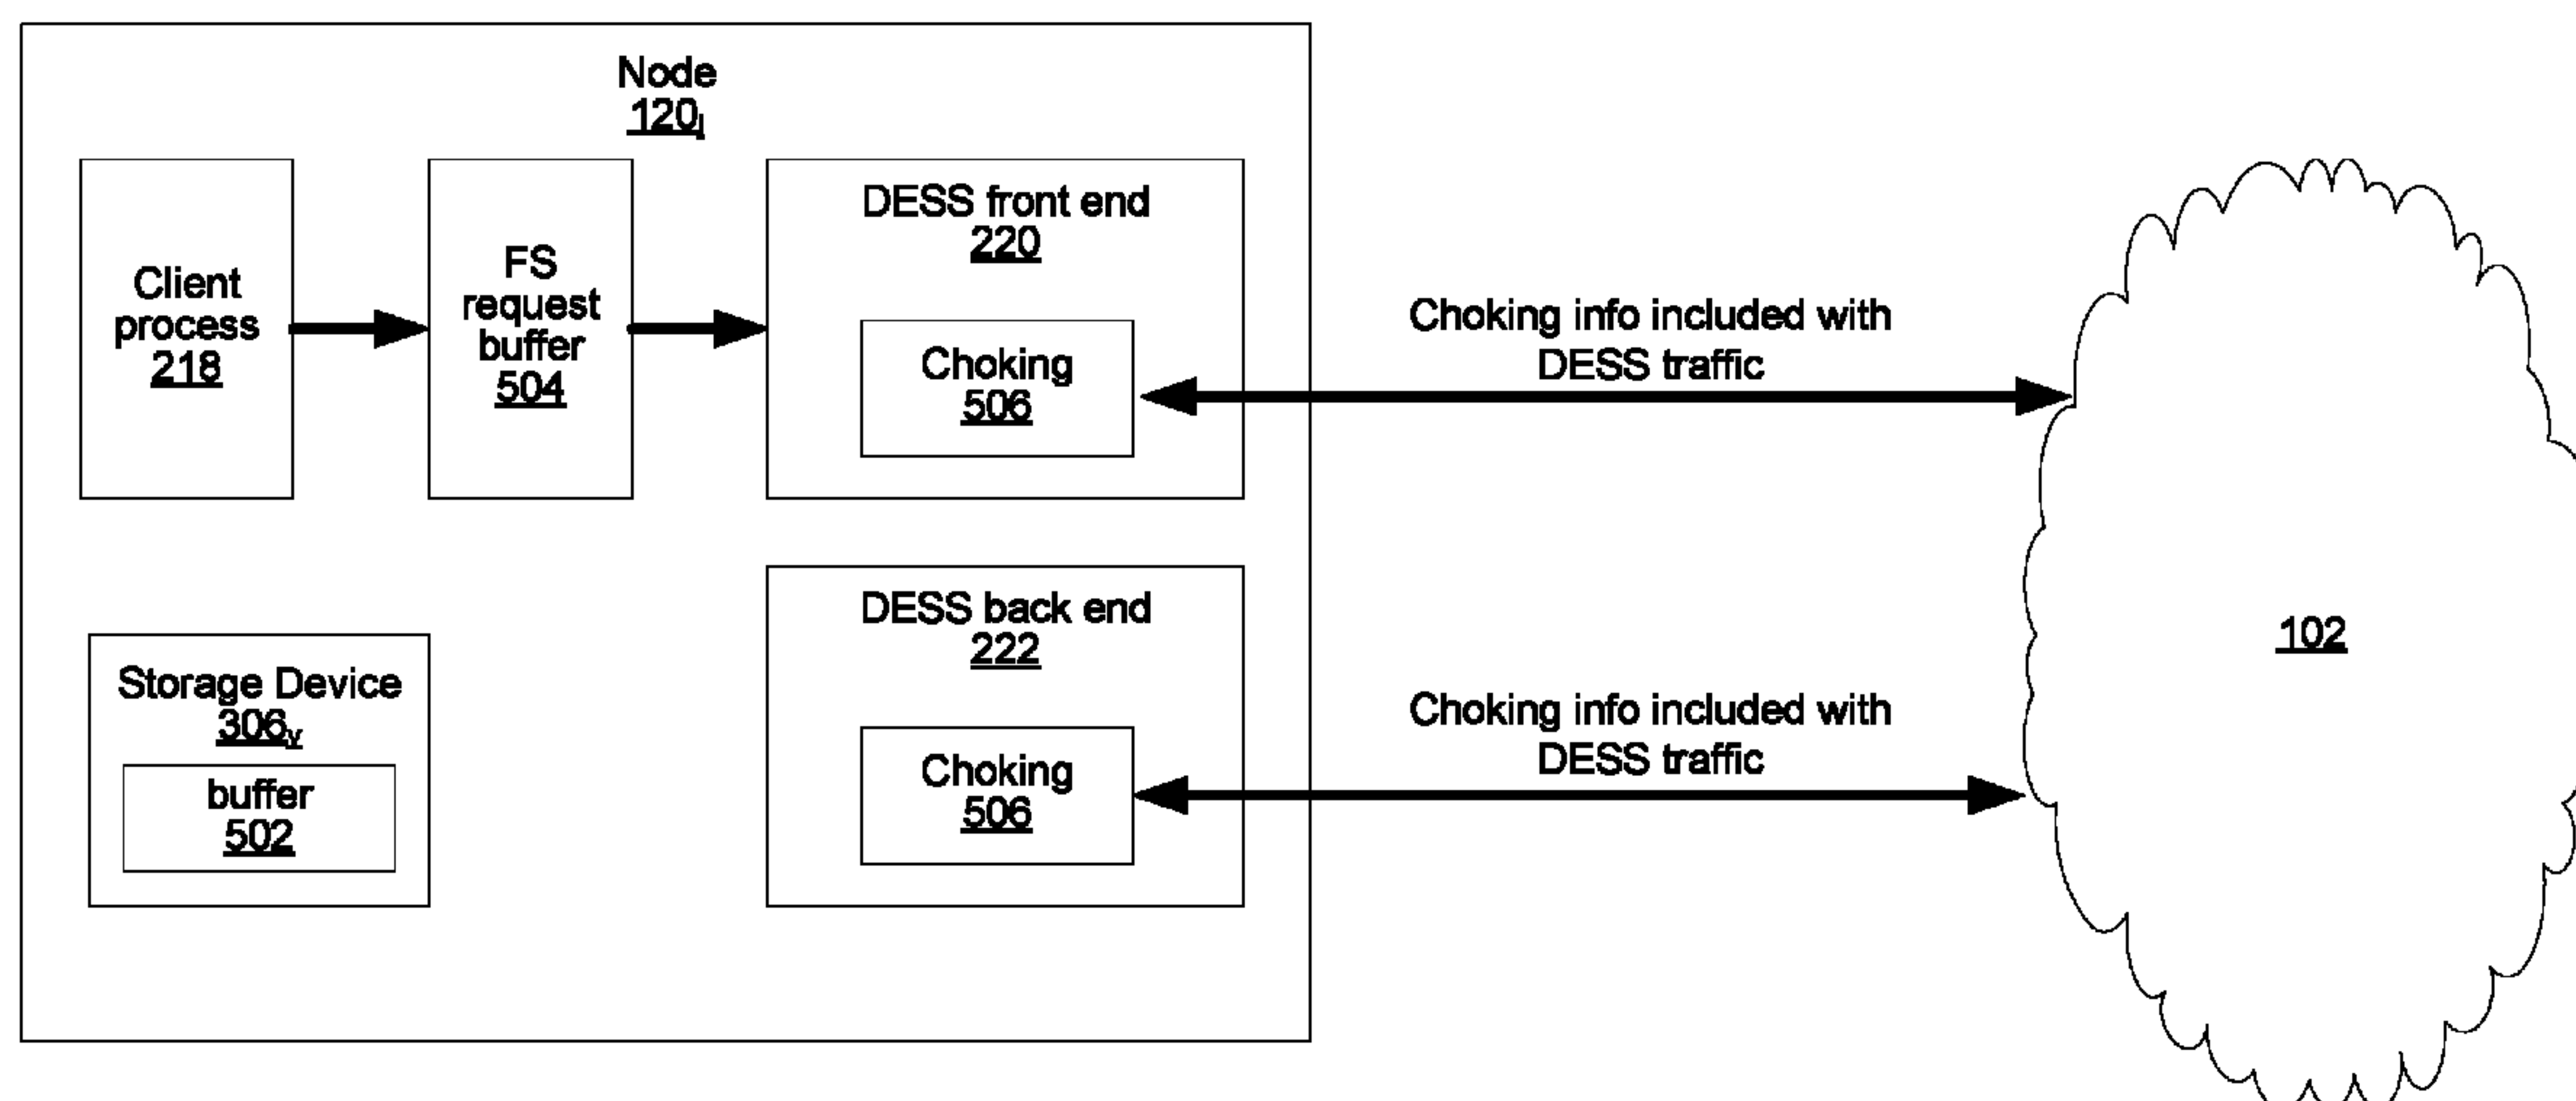 Node
120j
Client
process
218
FS
request
buffer
504
DESS front end
220
Choking
506
Choking info included with
DESS traffic
DESS back end
222
Choking
506
Choking info included with
DESS traffic
Storage Device
306v
buffer
502
102